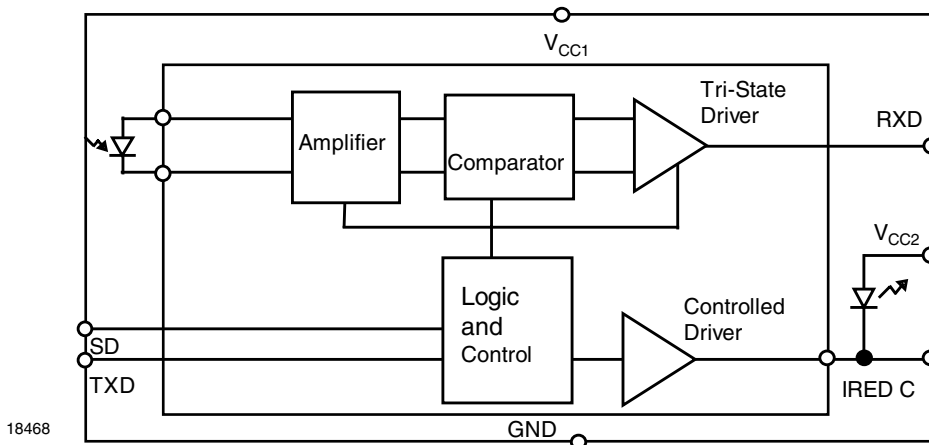 V_CC1
Tri-State
Driver
RXD
Amplifier
Comparator
V_CC2
Logic
and
Control
Controlled
Driver
SD
TXD
IRED C
GND
18468